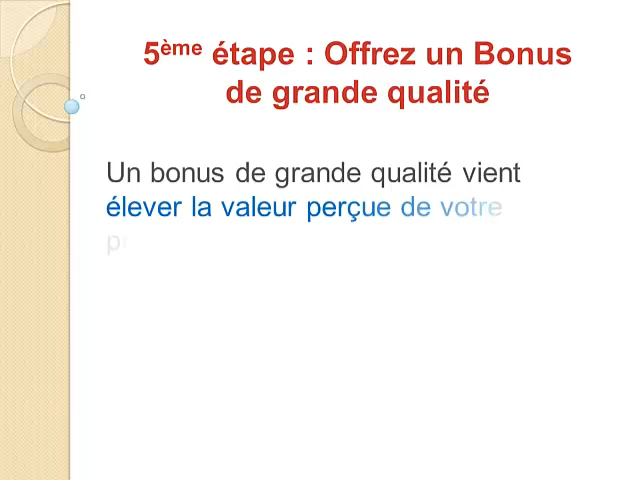 5ème étape : Offrez un Bonus
de grande qualité
Un bonus de grande qualité vient
élever la valeur perçue de votre